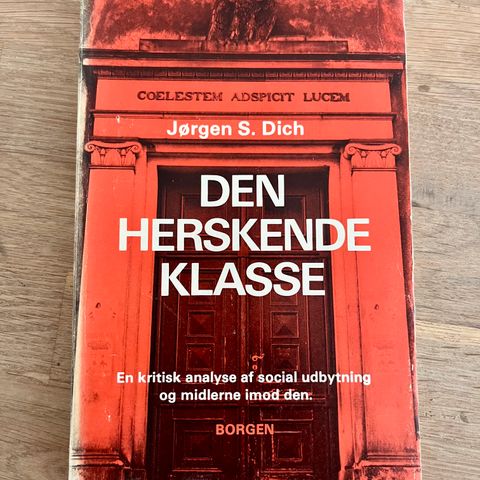 COELESTEM ADSPICIT LUCEM
Jørgen S. Dich
DEN
HERSKENDE
KLASSE
En kritisk analyse af social udbytning
og midlerne imod den.
BORGEN